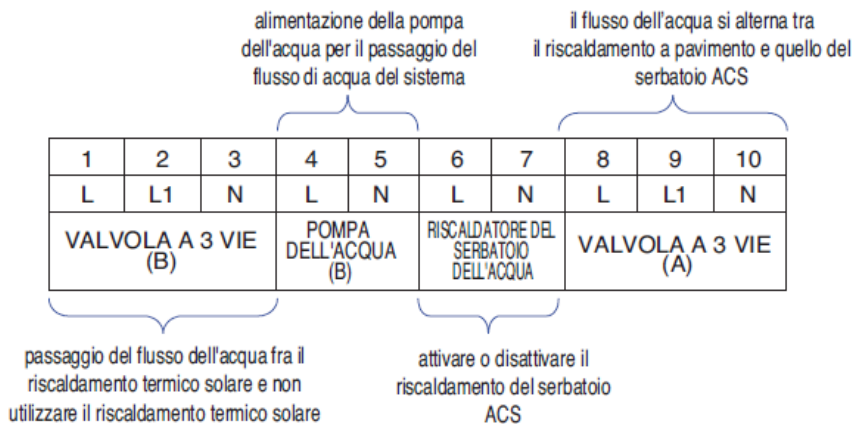 alimentazione della pompa
dell'acqua per il passaggio del
flusso di acqua del sistema
il flusso dell'acqua si alterna tra
il riscaldamento a pavimento e quello del
serbatoio ACS
1 2 3 4 5 6 7 8 9 10
L L1 N L N L N L L1 N
VALVOLA A 3 VIE
(B)
POMPA
DELL'ACQUA
(B)
RISCALDATORE DEL
SERBATOIO
DELL'ACQUA
VALVOLA A 3 VIE
(A)
passaggio del flusso dell'acqua fra il
riscaldamento termico solare e non
utilizzare il riscaldamento termico solare
attivare o disattivare il
riscaldamento del serbatoio
ACS